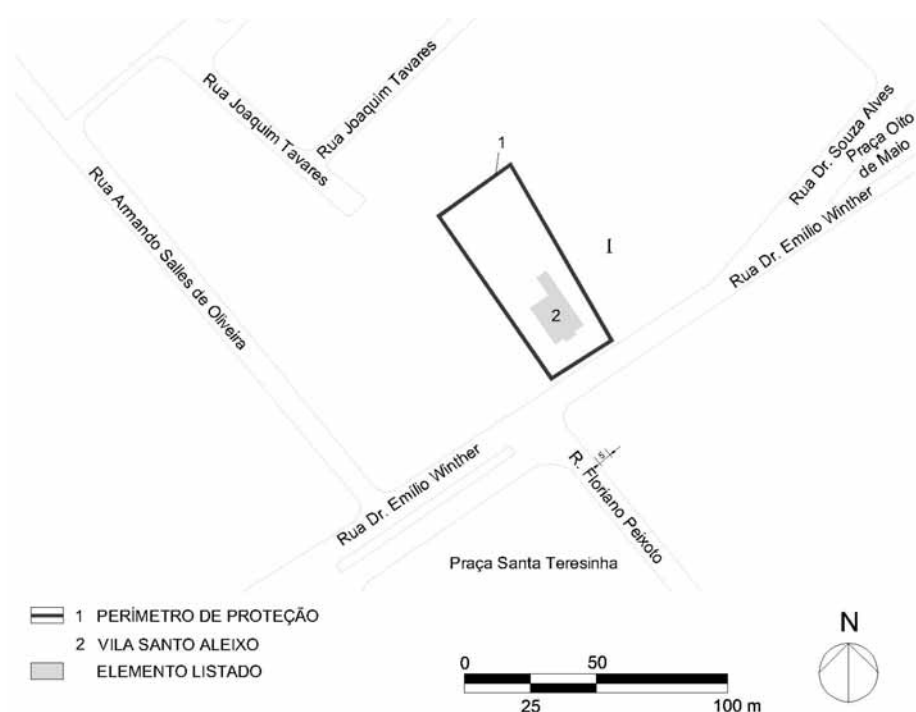 Rua Joaquim Tavares
Rua Joaquim Tavares
Rua Dr. Souza Alves
Praça Oito
de Maio
Rua Dr. Emílio Winther
1
Rua Armando Salles de Oliveira
I
2
Rua Dr. Emílio Winther
R. Floriano Peixoto
5
Praça Santa Teresinha
1 PERÍMETRO DE PROTEÇÃO
2 VILA SANTO ALEIXO
ELEMENTO LISTADO
N
0 50
25 100 m